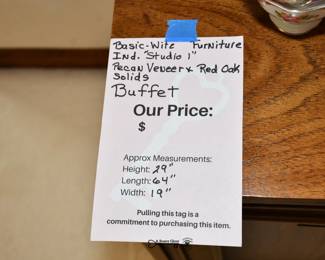 Basic-Witz Furniture
Ind. "Studio 1"
Pecan Veneer & Red Oak
Solids
Buffet
Our Price:
$
Approx Measurements:
Height: 29"
Length: 64"
Width: 19"
Pulling this tag is a
commitment to purchasing this item.